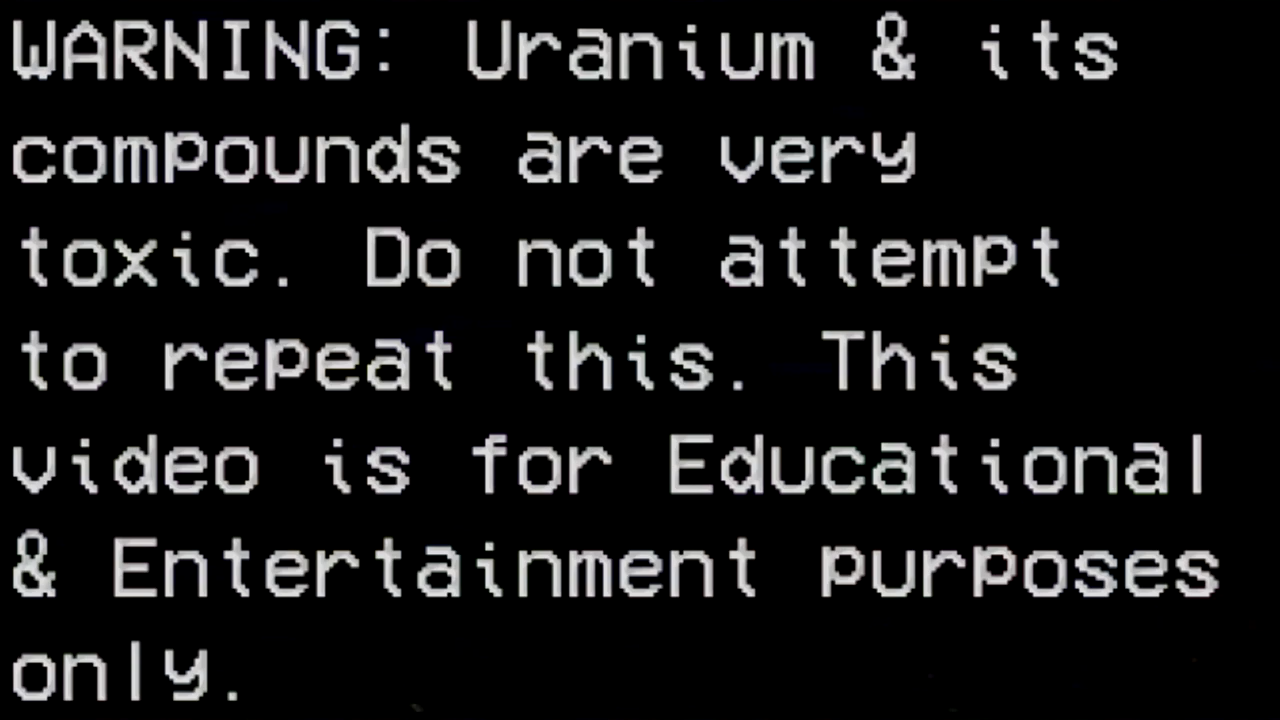 WARNING: Uranium & its
compounds are very
toxic. Do not attempt
to repeat this. This
video is for Educational
& Entertainment purposes
only.